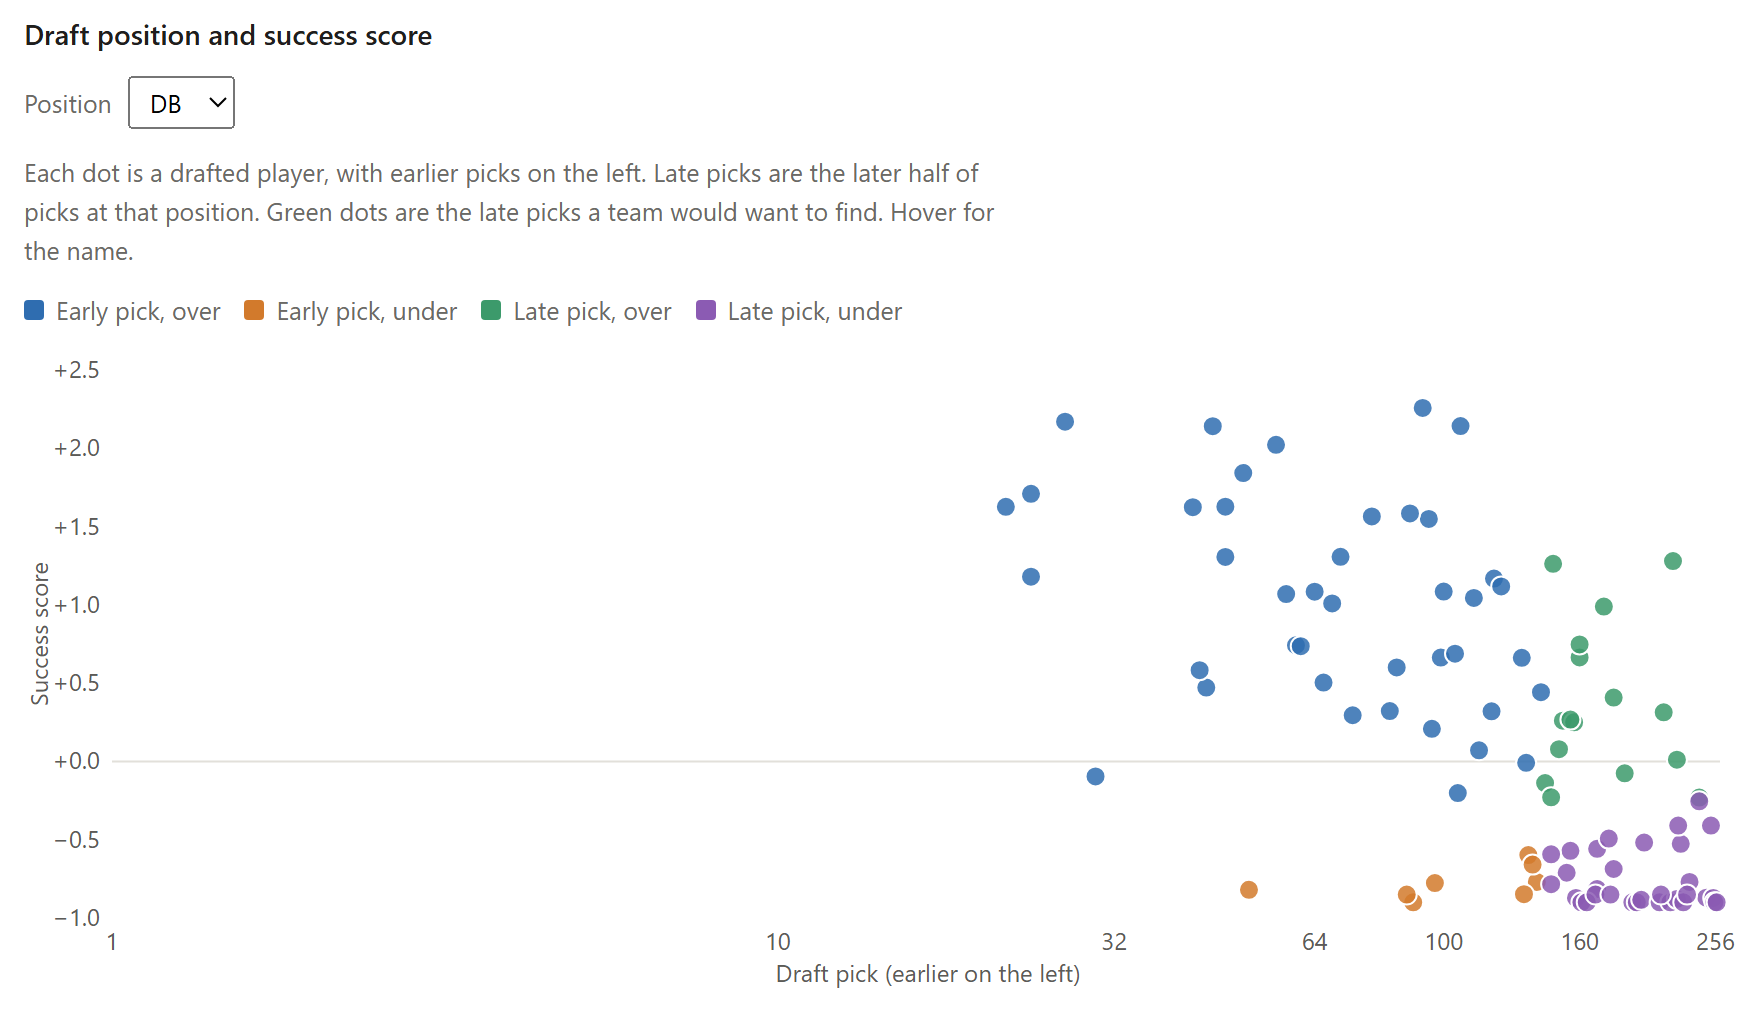 Draft position and success score
Position DB
Each dot is a drafted player, with earlier picks on the left. Late picks are the later half of
picks at that position. Green dots are the late picks a team would want to find. Hover for
the name.
Early pick, over Early pick, under Late pick, over Late pick, under
+2.5
+2.0
+1.5
+1.0
+0.5
+0.0
−0.5
−1.0
Success score
1 10 32 64 100 160 256
Draft pick (earlier on the left)